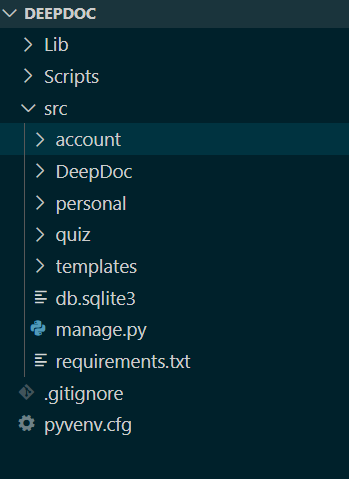 DEEPDOC
Lib
Scripts
src
account
DeepDoc
personal
quiz
templates
db.sqlite3
manage.py
requirements.txt
.gitignore
pyvenv.cfg